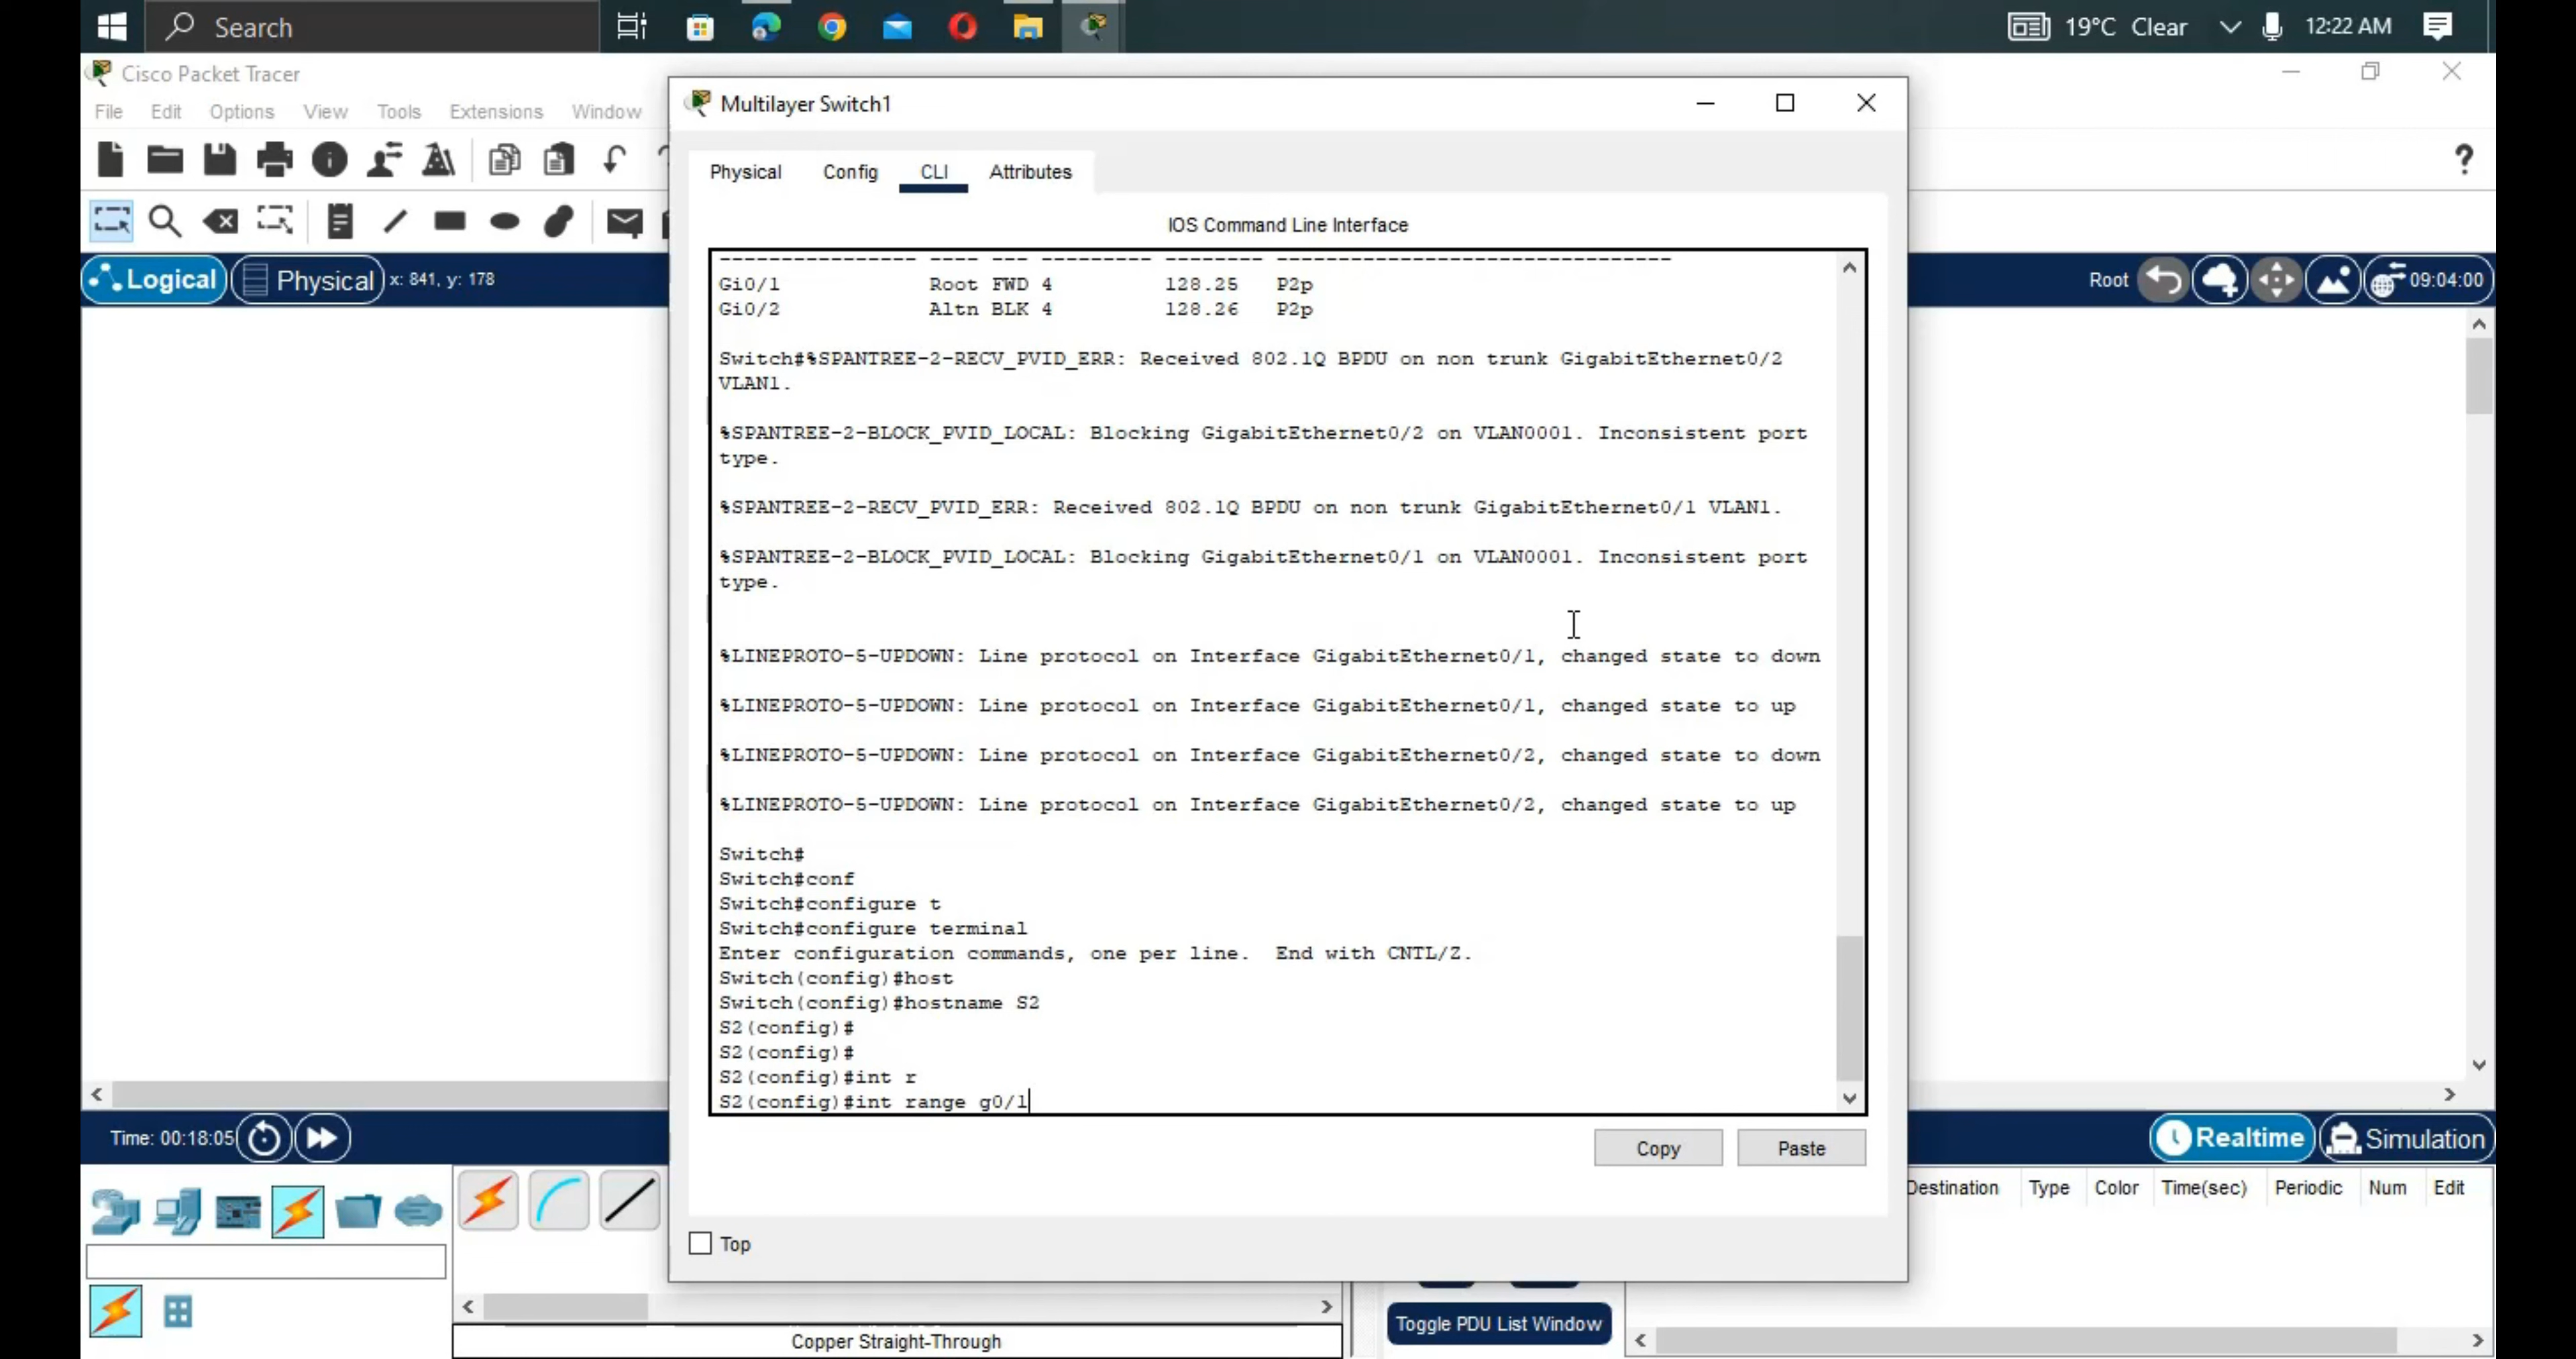 Search
19°C Clear
12:22 AM
Cisco Packet Tracer
File Edit Options View Tools Extensions Window
Multilayer Switch1
Physical Config CLI Attributes
IOS Command Line Interface
Logical Physical x: 841, y: 178
Root 09:04:00
---------------- ---- --- --------- -------- --------------------------------
Gi0/1 Root FWD 4 128.25 P2p
Gi0/2 Altn BLK 4 128.26 P2p
Switch#%SPANTREE-2-RECV_PVID_ERR: Received 802.1Q BPDU on non trunk GigabitEthernet0/2
VLAN1.
%SPANTREE-2-BLOCK_PVID_LOCAL: Blocking GigabitEthernet0/2 on VLAN0001. Inconsistent port
type.
%SPANTREE-2-RECV_PVID_ERR: Received 802.1Q BPDU on non trunk GigabitEthernet0/1 VLAN1.
%SPANTREE-2-BLOCK_PVID_LOCAL: Blocking GigabitEthernet0/1 on VLAN0001. Inconsistent port
type.
%LINEPROTO-5-UPDOWN: Line protocol on Interface GigabitEthernet0/1, changed state to down
%LINEPROTO-5-UPDOWN: Line protocol on Interface GigabitEthernet0/1, changed state to up
%LINEPROTO-5-UPDOWN: Line protocol on Interface GigabitEthernet0/2, changed state to down
%LINEPROTO-5-UPDOWN: Line protocol on Interface GigabitEthernet0/2, changed state to up
Switch#
Switch#conf
Switch#configure t
Switch#configure terminal
Enter configuration commands, one per line. End with CNTL/Z.
Switch(config)#host
Switch(config)#hostname S2
S2(config)#
S2(config)#
S2(config)#int r
S2(config)#int range g0/1
Copy Paste
Top
Time: 00:18:05
Realtime Simulation
Destination Type Color Time(sec) Periodic Num Edit
Toggle PDU List Window
Copper Straight-Through